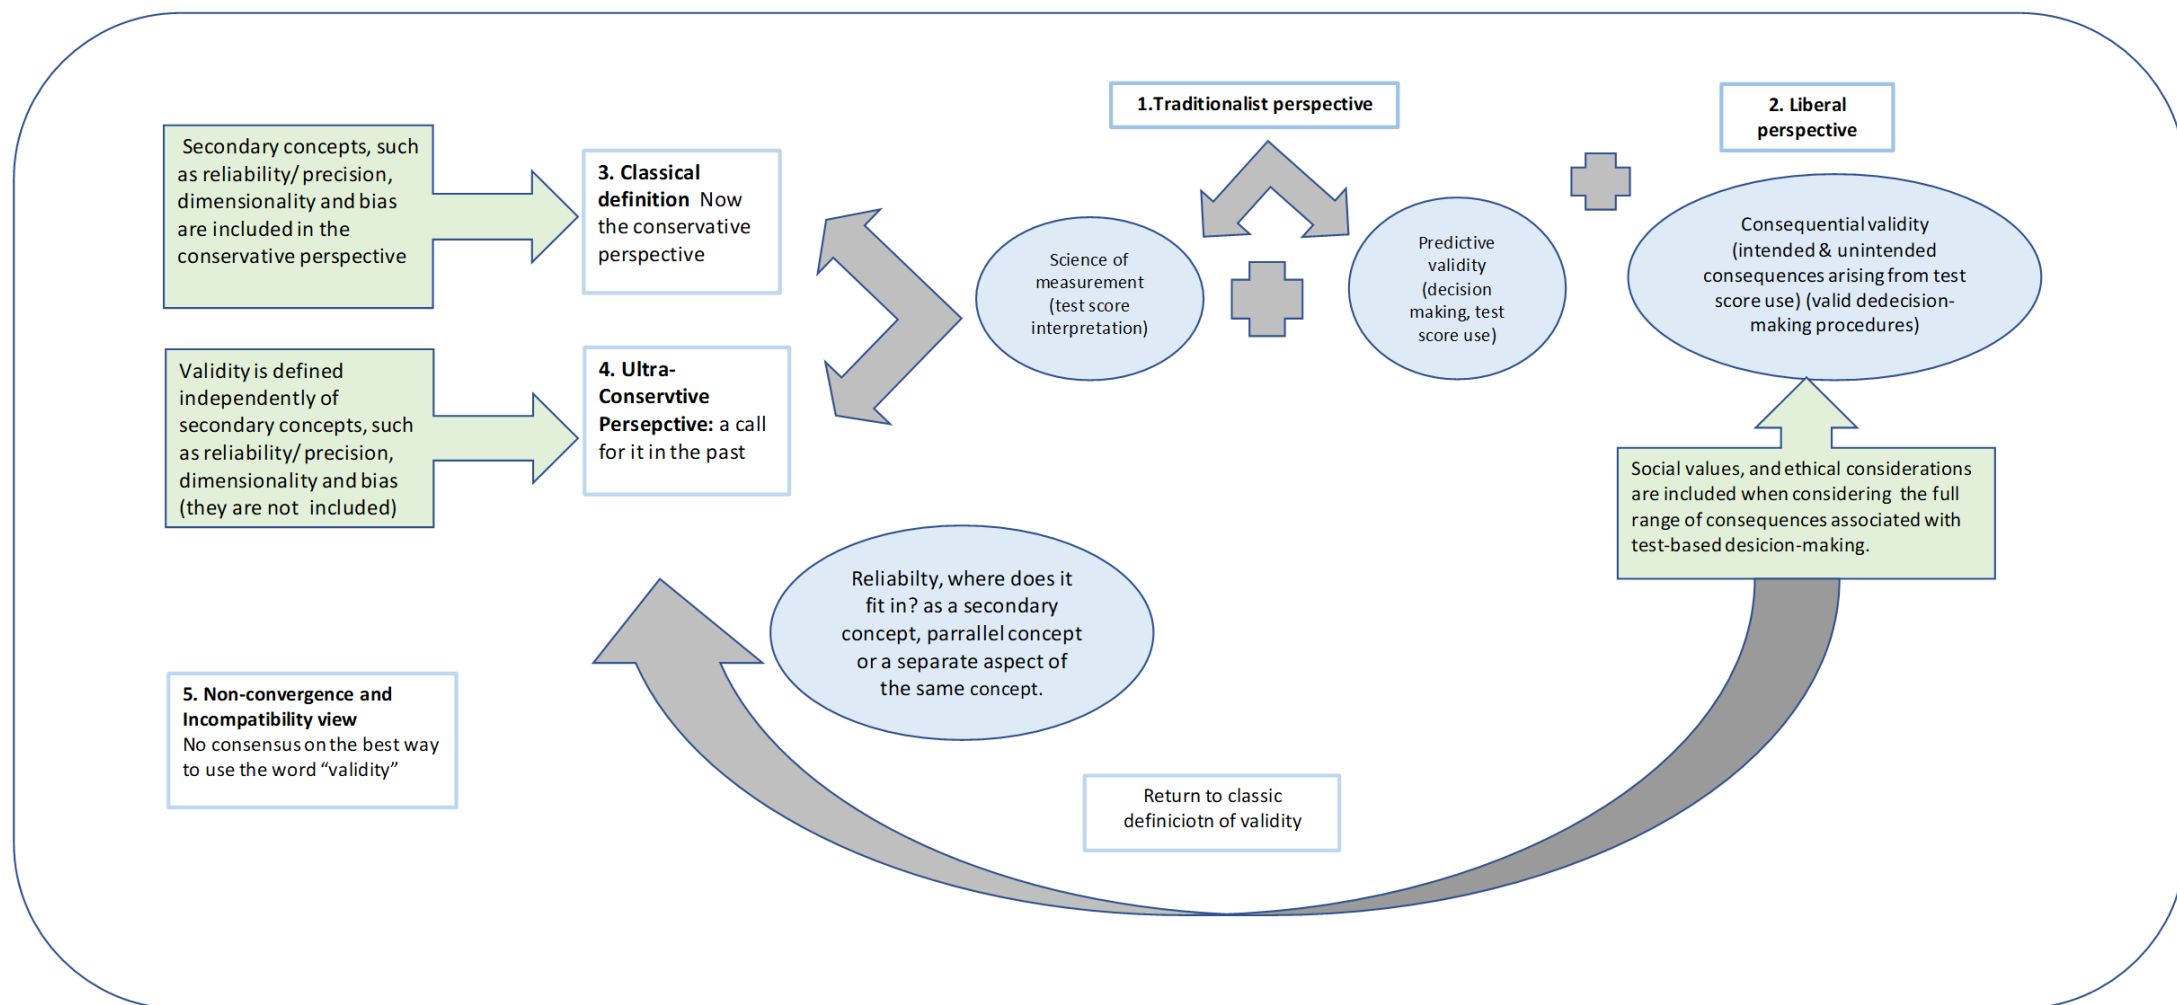 1.Traditionalist perspective
2. Liberal
perspective
Secondary concepts, such
as reliability/ precision,
dimensionality and bias
are included in the
conservative perspective
3. Classical
definition Now
the conservative
perspective
Science of
measurement
(test score
interpretation)
Predictive
validity
(decision
making, test
score use)
Consequential validity
(intended & unintended
consequences arising from test
score use) (valid dedecision-
making procedures)
Validity is defined
independently of
secondary concepts, such
as reliability/ precision,
dimensionality and bias
(they are not included)
4. Ultra-
Conservtive
Persepctive: a call
for it in the past
Social values, and ethical considerations
are included when considering the full
range of consequences associated with
test-based desicion-making.
Reliabilty, where does it
fit in? as a secondary
concept, parrallel concept
or a separate aspect of
the same concept.
5. Non-convergence and
Incompatibility view
No consensus on the best way
to use the word “validity”
Return to classic
definiciotn of validity